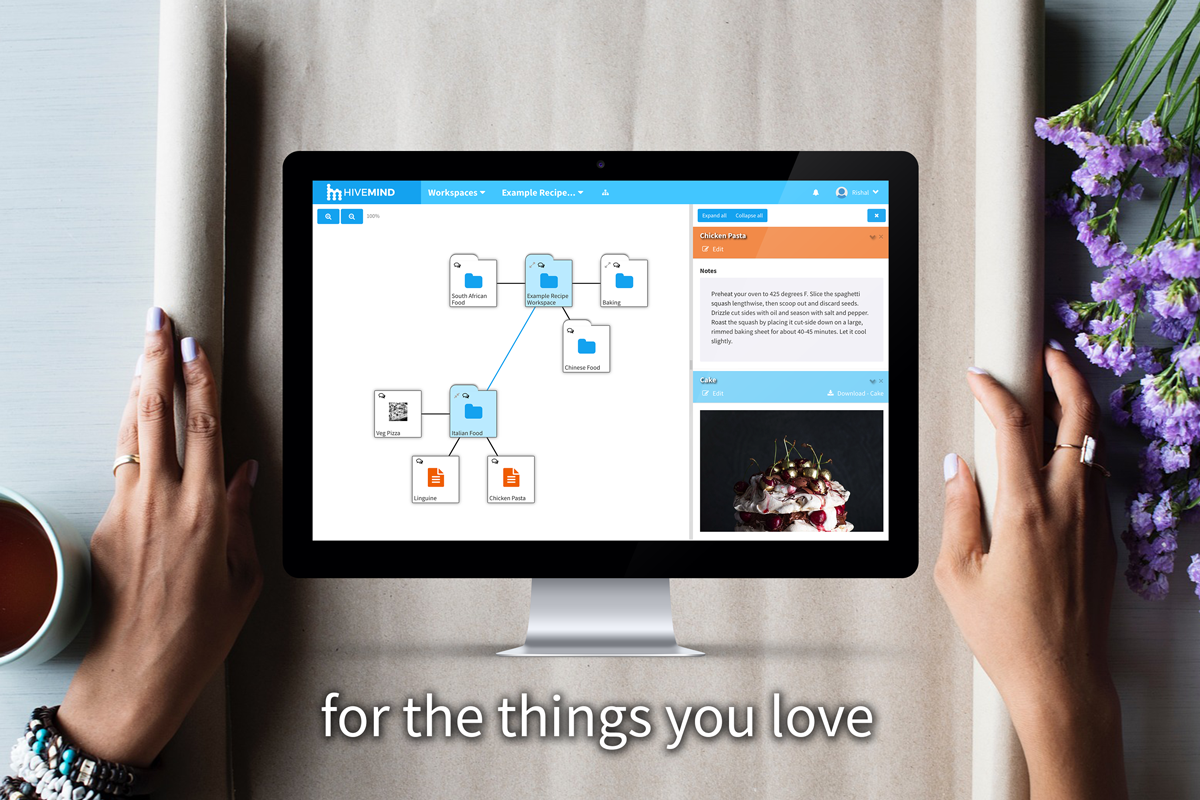 HIVEMIND
Workspaces
Example Recipe...
Rishal
100%
Expand all
Collapse all
Chicken Pasta
Edit
Notes
Preheat your oven to 425 degrees F. Slice the spaghetti
squash lengthwise, then scoop out and discard seeds.
Drizzle cut sides with oil and season with salt and pepper.
Roast the squash by placing it cut-side down on a large,
rimmed baking sheet for about 40-45 minutes. Let it cool
slightly.
Cake
Edit
Download - Cake
South African
Food
Example Recipe
Workspace
Baking
Chinese Food
Veg Pizza
Italian Food
Linguine
Chicken Pasta
for the things you love